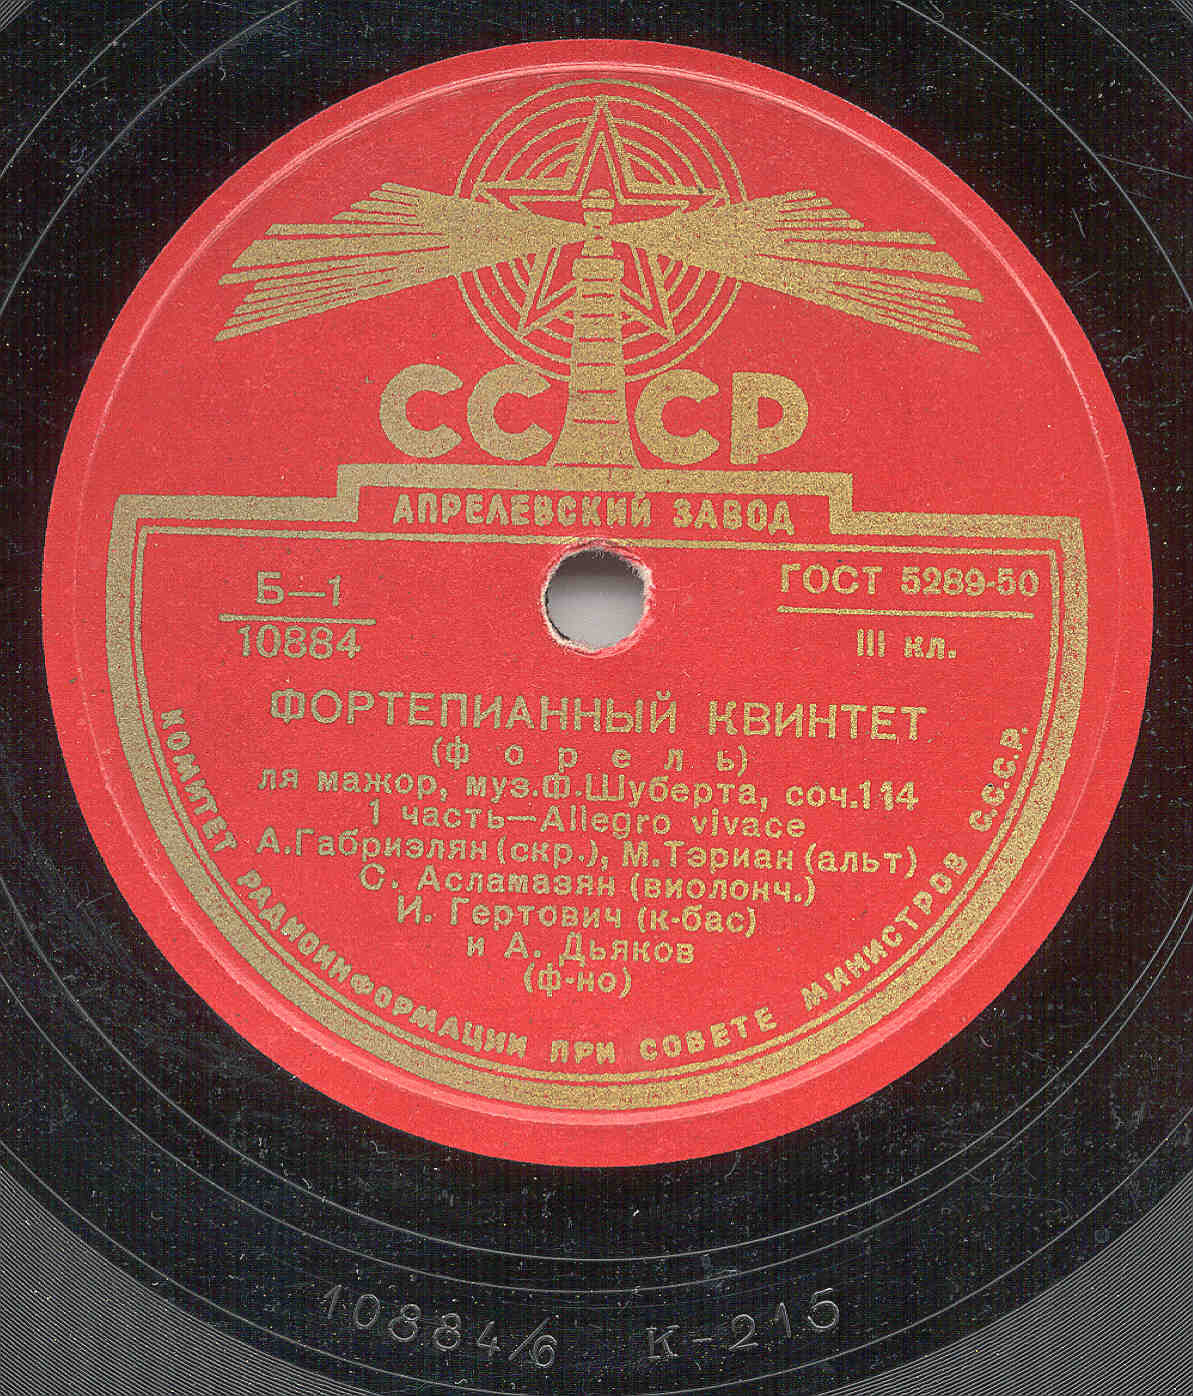 СССР
АПРЕЛЕВСКИЙ ЗАВОД
Б—1
10884
ГОСТ 5289-50
III кл.
ФОРТЕПИАННЫЙ КВИНТЕТ
(ф о р е л ь)
ля мажор, муз.Ф.Шуберта, соч.114
1 часть—Allegro vivace
А.Габриэлян (скр.), М.Тэриан (альт)
С. Асламазян (виолонч.)
И. Гертович (к-бас)
и А. Дьяков
(ф-но)
КОМИТЕТ РАДИОИНФОРМАЦИИ ПРИ СОВЕТЕ МИНИСТРОВ С.С.С.Р.
10884/6 К-215